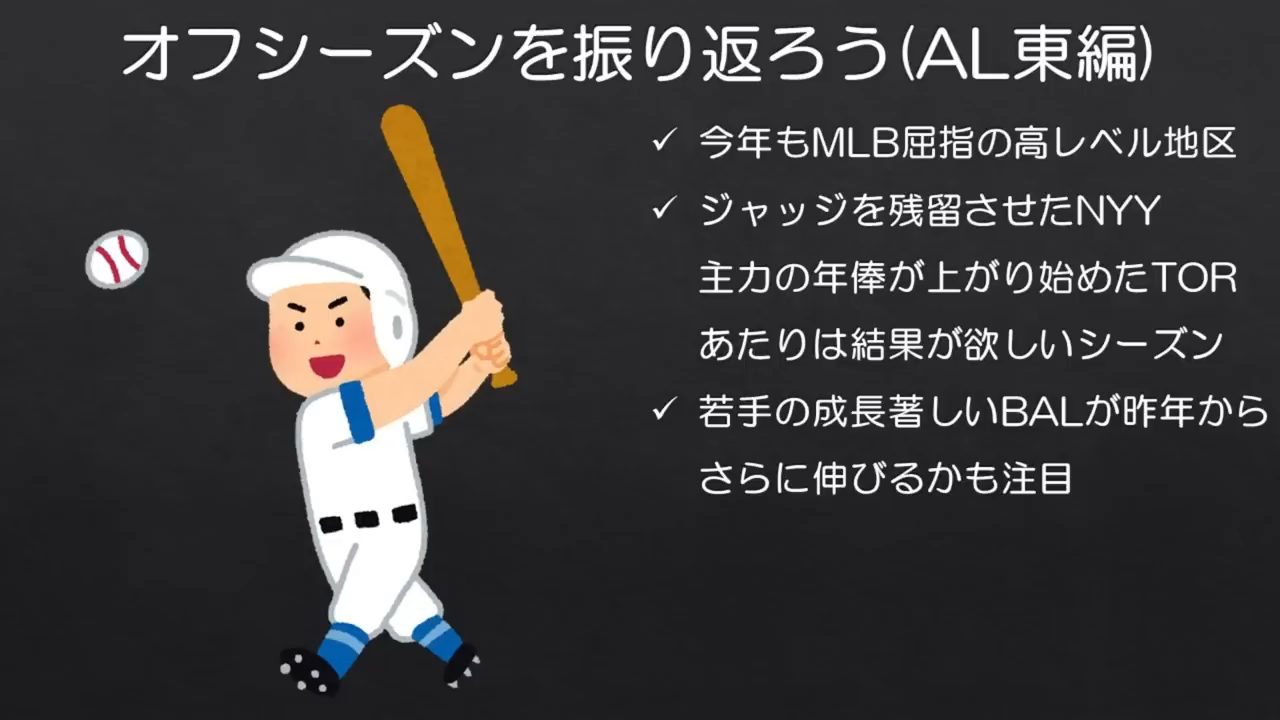 オフシーズンを振り返ろう(AL東編)
✓ 今年もMLB屈指の高レベル地区
✓ ジャッジを残留させたNYY
主力の年俸が上がり始めたTOR
あたりは結果が欲しいシーズン
✓ 若手の成長著しいBALが昨年から
さらに伸びるかも注目